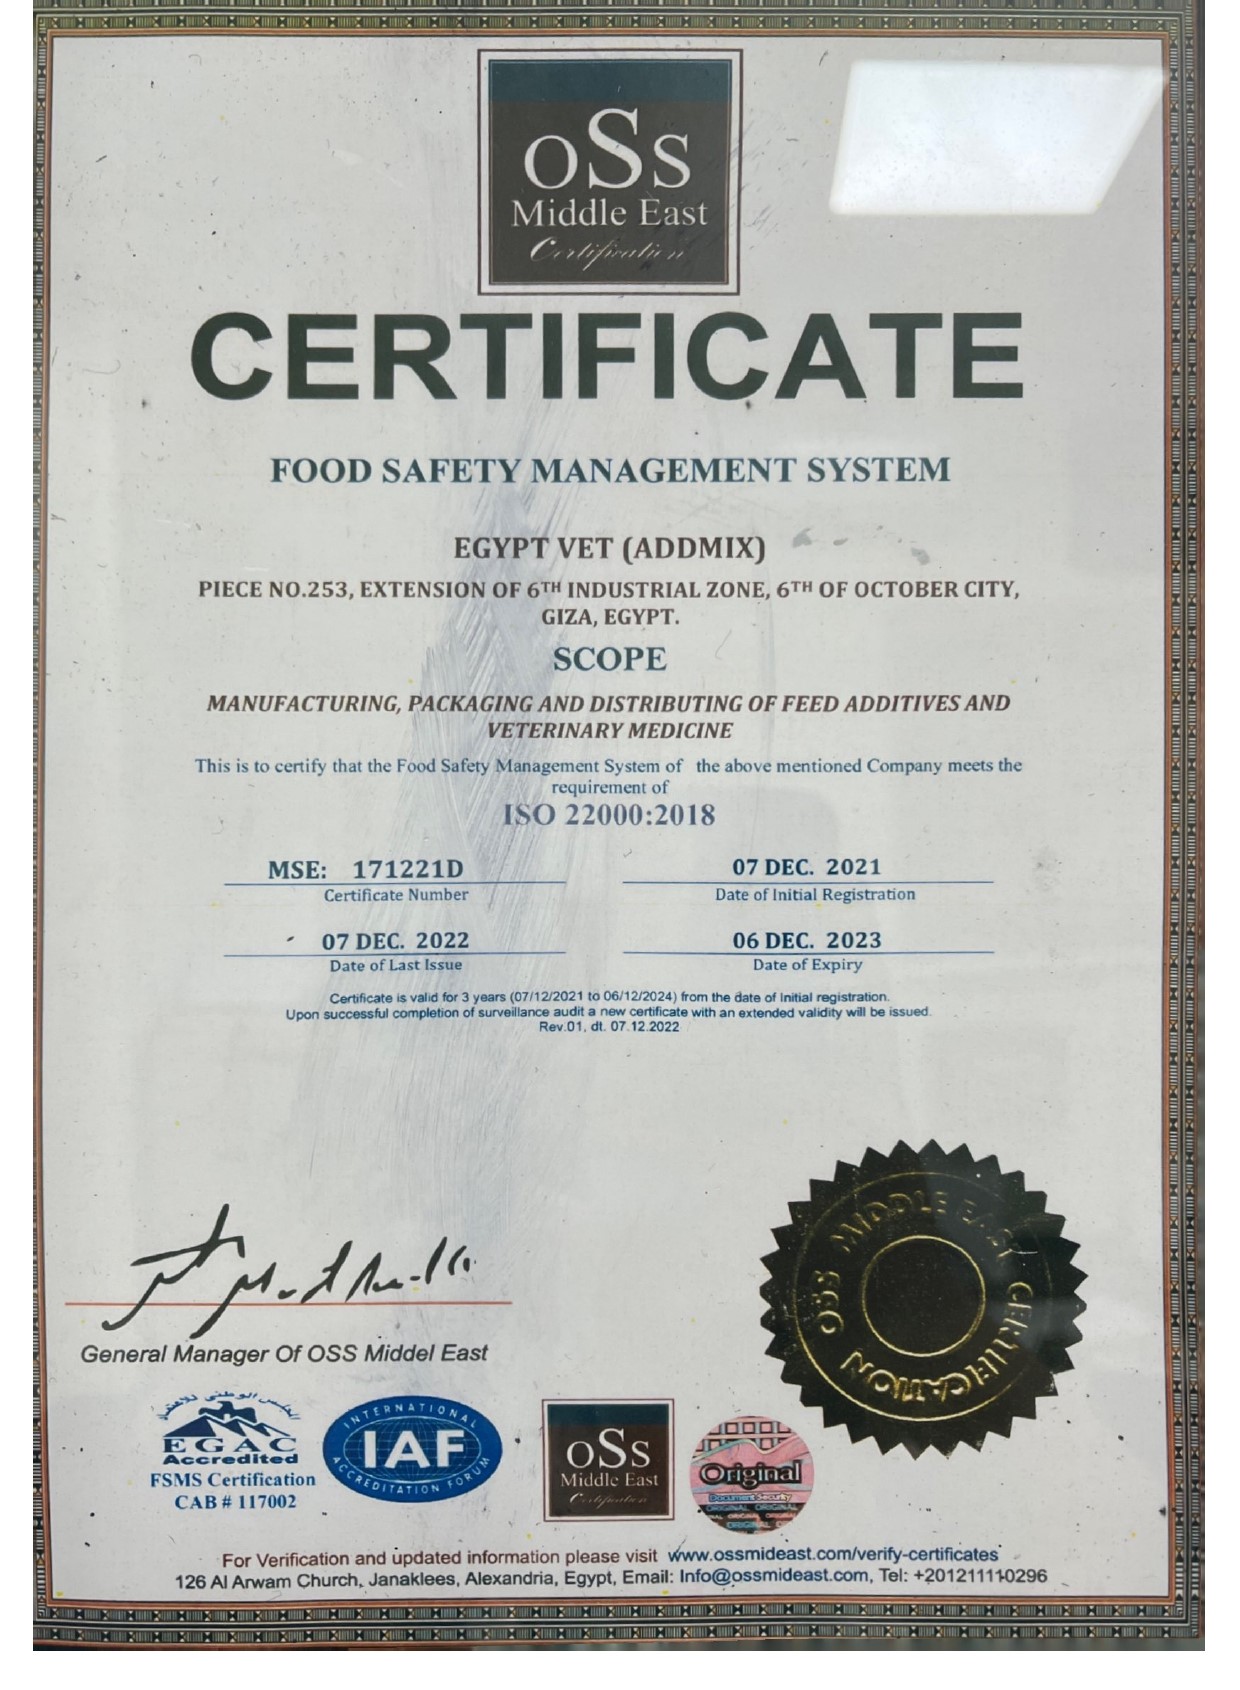 oSs
Middle East
Certification
CERTIFICATE
FOOD SAFETY MANAGEMENT SYSTEM
EGYPT VET (ADDMIX)
PIECE NO.253, EXTENSION OF 6TH INDUSTRIAL ZONE, 6TH OF OCTOBER CITY,
GIZA, EGYPT.
SCOPE
MANUFACTURING, PACKAGING AND DISTRIBUTING OF FEED ADDITIVES AND
VETERINARY MEDICINE
This is to certify that the Food Safety Management System of the above mentioned Company meets the
requirement of
ISO 22000:2018
MSE: 171221D
Certificate Number
07 DEC. 2021
Date of Initial Registration
07 DEC. 2022
Date of Last Issue
06 DEC. 2023
Date of Expiry
Certificate is valid for 3 years (07/12/2021 to 06/12/2024) from the date of Initial registration.
Upon successful completion of surveillance audit a new certificate with an extended validity will be issued.
Rev.01, dt. 07.12.2022
OSS MIDDLE EAST CERTIFICATION
General Manager Of OSS Middel East
المجلس الوطني للاعتماد
EGAC
Accredited
FSMS Certification
CAB # 117002
INTERNATIONAL
IAF
ACCREDITATION FORUM
oSs
Middle East
Certification
Original
Document Security
ORIGINAL ORIGINAL
ORIGINAL
For Verification and updated information please visit www.ossmideast.com/verify-certificates
126 Al Arwam Church, Janaklees, Alexandria, Egypt, Email: Info@ossmideast.com, Tel: +201211110296